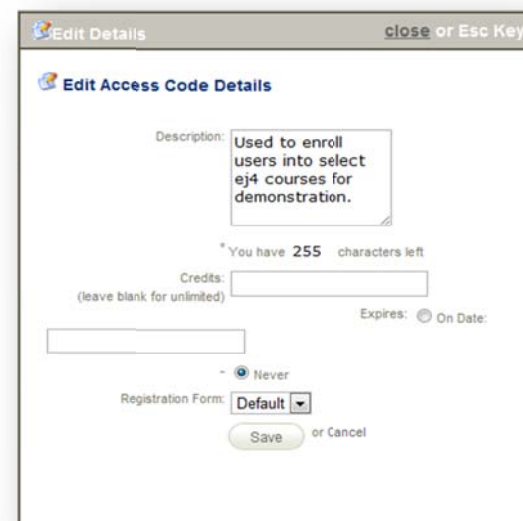 Edit Details close or Esc Key
Edit Access Code Details
Description: Used to enroll
users into select
ej4 courses for
demonstration.
* You have 255 characters left
Credits:
(leave blank for unlimited)
Expires: On Date:
- Never
Registration Form: Default
Save or Cancel